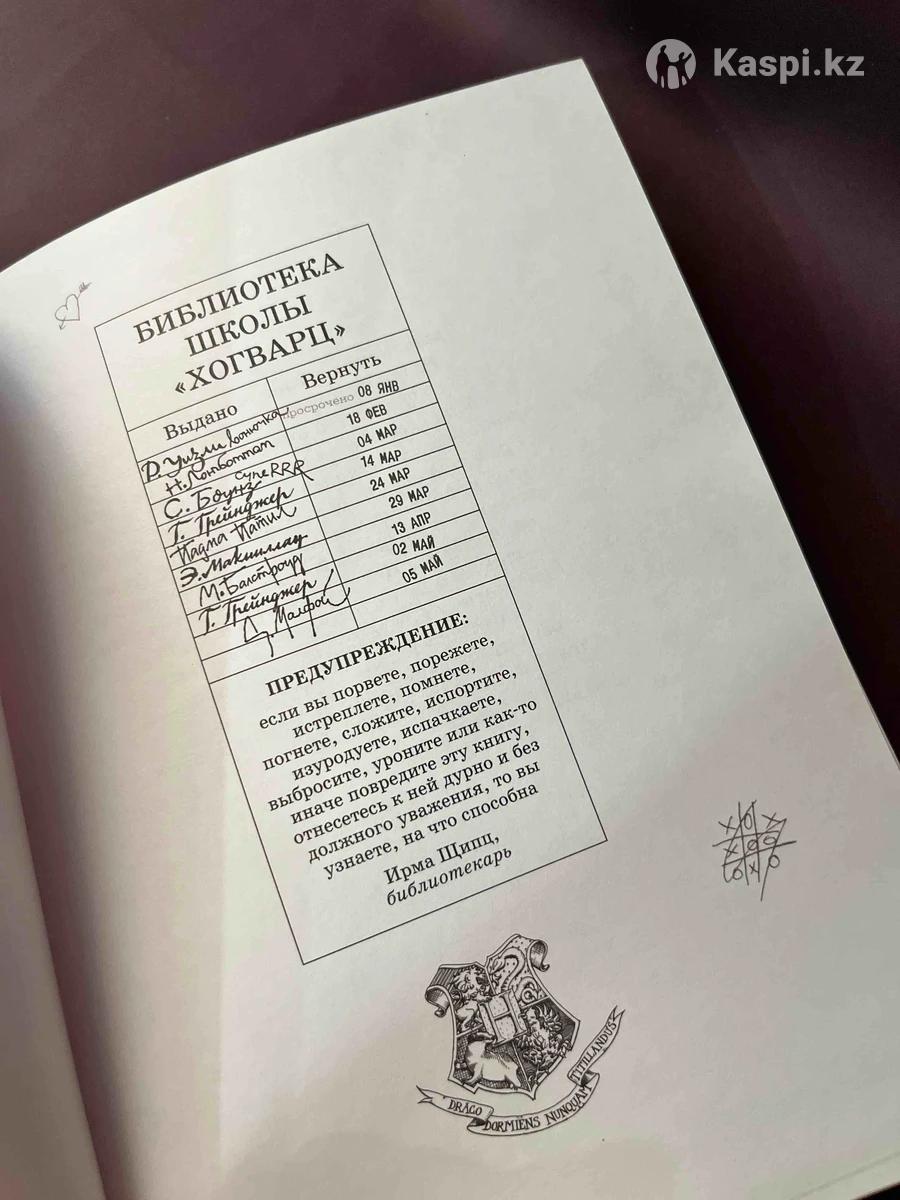 Kaspi.kz
БИБЛИОТЕКА
ШКОЛЫ
«ХОГВАРЦ»
Выдано Вернуть
Д. Уизли вонючка просрочено 08 ЯНВ
Н. Лонгботтом 18 ФЕВ
С. Боунз супеRRR 04 МАР
Г. Грейнджер 14 МАР
Падма Патил 24 МАР
Э. Макмиллан 29 МАР
М. Балстроуд 13 АПР
Г. Грейнджер 02 МАЙ
Д. Малфой 05 МАЙ
ПРЕДУПРЕЖДЕНИЕ:
если вы порвете, порежете,
истреплете, помнете,
погнете, сложите, испортите,
изуродуете, испачкаете,
выбросите, уроните или как-то
иначе повредите эту книгу,
отнесетесь к ней дурно и без
должного уважения, то вы
узнаете, на что способна
Ирма Щипц,
библиотекарь
DRACO DORMIENS NUNQUAM TITILLANDUS